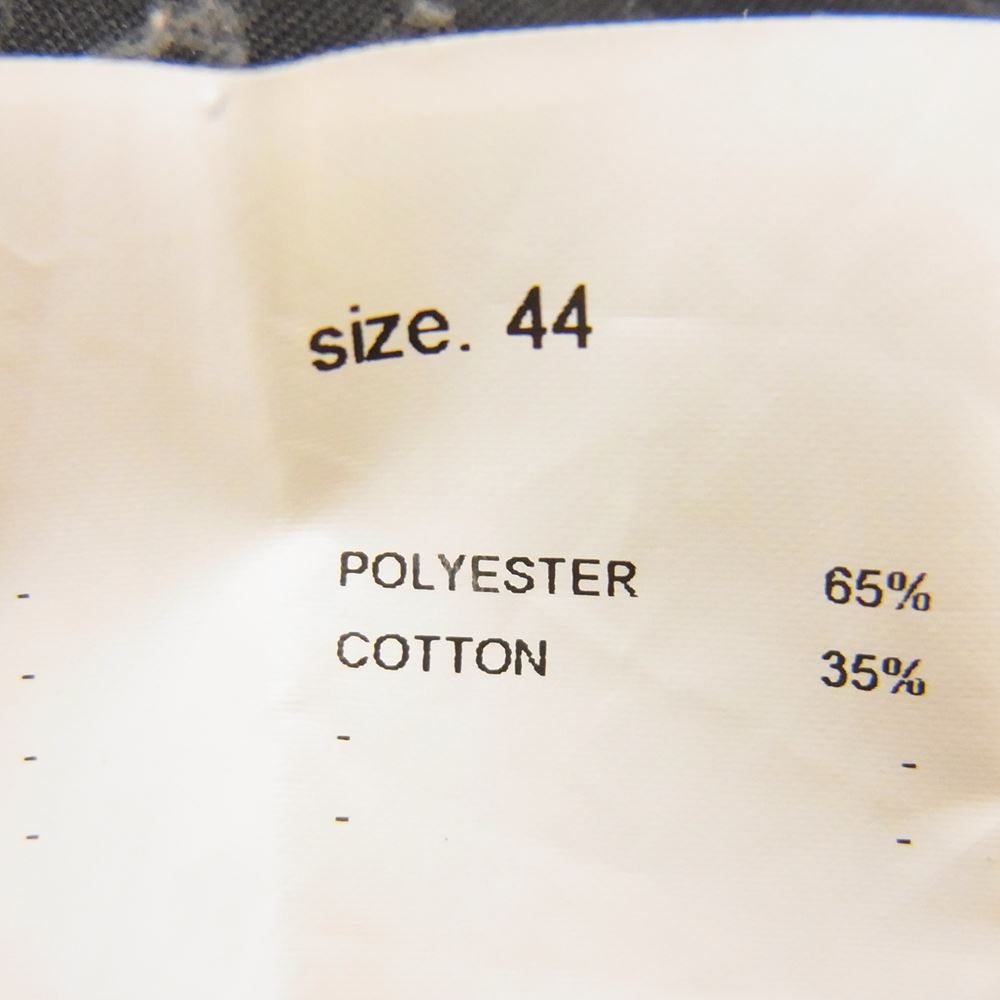 size. 44
POLYESTER 65%
- COTTON 35%
- - -
- - -
-